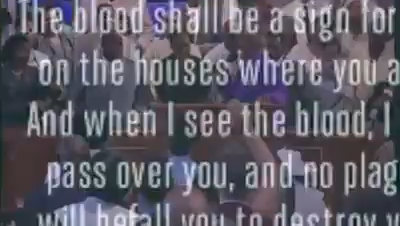 The blood shall be a sign for
on the houses where you a
And when I see the blood, I
pass over you, and no plag
will befall you to destroy